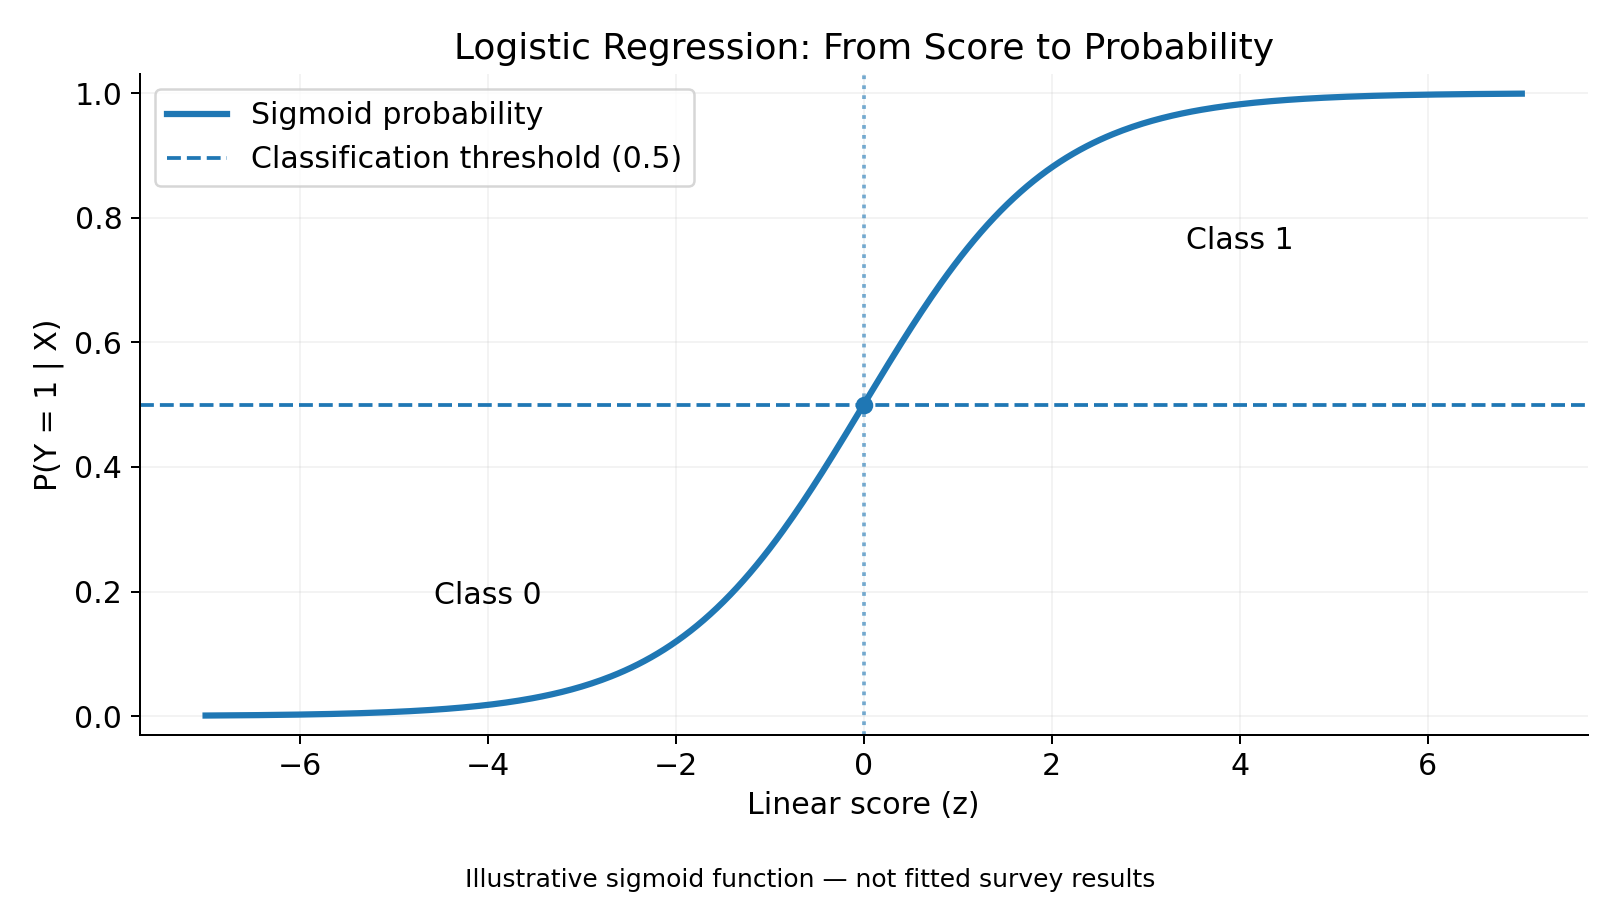 Logistic Regression: From Score to Probability
Sigmoid probability
Classification threshold (0.5)
1.0
0.8
0.6
0.4
0.2
0.0
P(Y = 1 | X)
Class 1
Class 0
−6
−4
−2
0
2
4
6
Linear score (z)
Illustrative sigmoid function — not fitted survey results